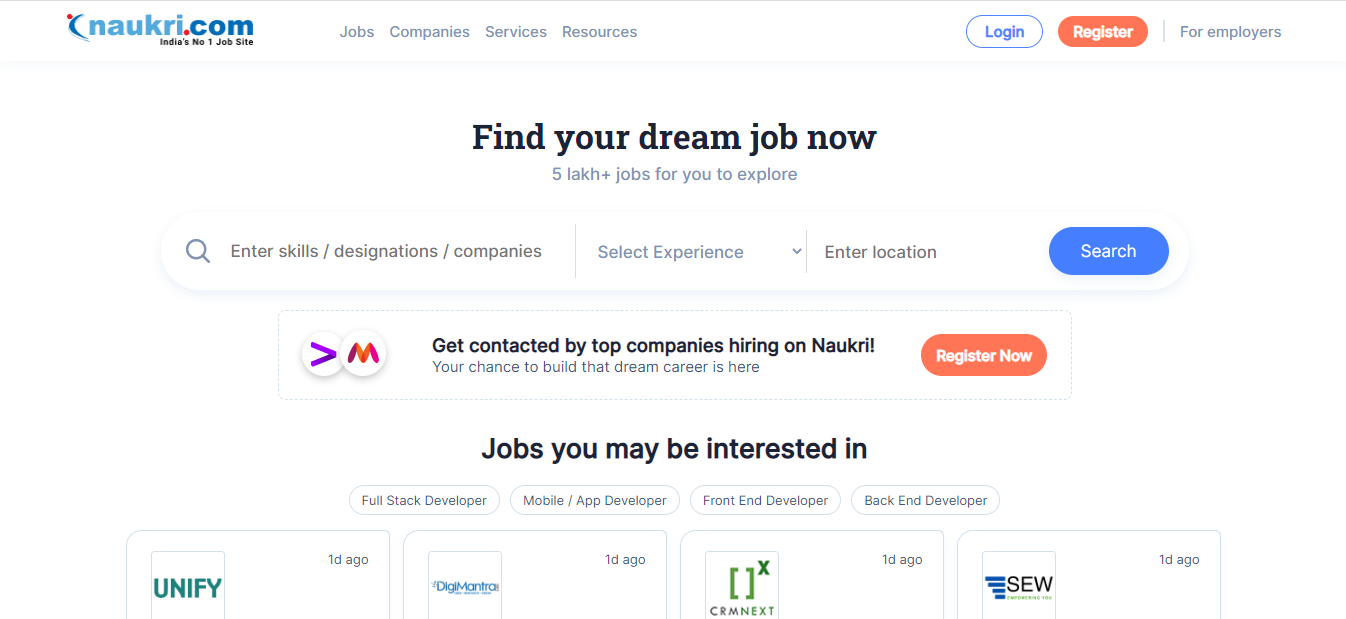 naukri.com
India's No 1 Job Site
Jobs Companies Services Resources
Login Register For employers
Find your dream job now
5 lakh+ jobs for you to explore
Enter skills / designations / companies Select Experience Enter location Search
Get contacted by top companies hiring on Naukri!
Your chance to build that dream career is here
Register Now
Jobs you may be interested in
Full Stack Developer Mobile / App Developer Front End Developer Back End Developer
1d ago 1d ago 1d ago 1d ago
UNIFY DigiMantra CRMNEXT SEW
EMPOWERING YOU